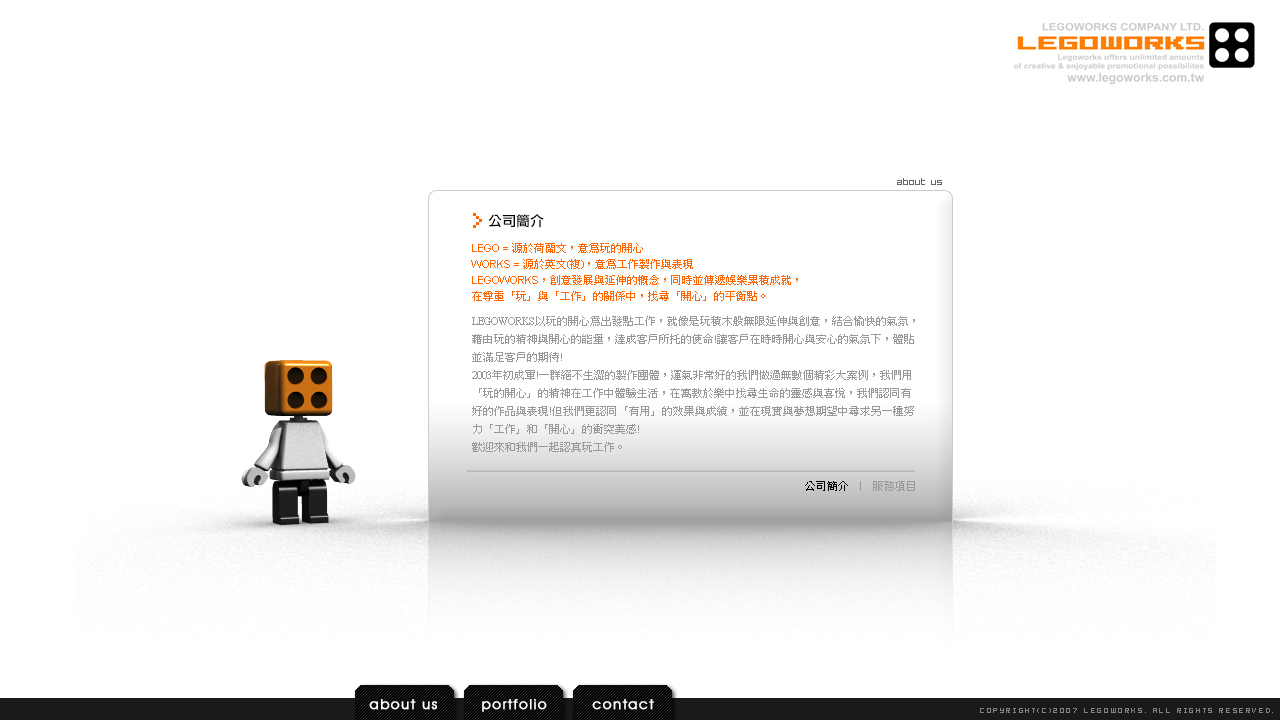 LEGOWORKS COMPANY LTD.
LEGOWORKS
Legoworks offers unlimited amounts
of creative & enjoyable promotional possibilites
www.legoworks.com.tw
about us
公司簡介
LEGO = 源於荷蘭文，意為玩的開心
WORKS = 源於英文(複)，意為工作製作與表現
LEGOWORKS，創意發展與延伸的概念，同時並傳遞娛樂累積成就，
在尊重「玩」與「工作」的關係中，找尋「開心」的平衡點。
LEGOWORKS以玩的開心為出發點工作，就像是玩積木般無限延伸與創意，結合愉快的氣氛，
藉由玩的精神與開心的能量，達成客戶所托的使命!讓客戶在時時開心與安心的氣氛下，體貼
並滿足客戶的期待!
2003年初成軍!一群絕不生澀的製作團體，運氣非常好的我們做過無數個精彩大案例，我們用
「玩的開心」的精神在工作中體驗生活，在寓教於樂中找尋生命的靈感與喜悅，我們認同有
好的作品與表現!但我們更認同「有用」的效果與成績，並在現實與夢想期望中尋求另一種努
力「工作」和「開心」的衝突美感!
歡迎來和我們一起認真玩工作。
公司簡介 | 服務項目
about us portfolio contact
COPYRIGHT(C)2007 LEGOWORKS. ALL RIGHTS RESERVED.